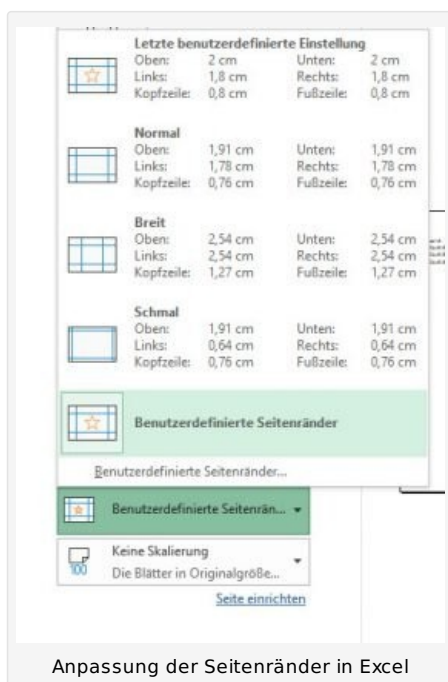 Letzte benutzerdefinierte Einstellung
Oben: 2 cm Unten: 2 cm
Links: 1,8 cm Rechts: 1,8 cm
Kopfzeile: 0,8 cm Fußzeile: 0,8 cm
Normal
Oben: 1,91 cm Unten: 1,91 cm
Links: 1,78 cm Rechts: 1,78 cm
Kopfzeile: 0,76 cm Fußzeile: 0,76 cm
Breit
Oben: 2,54 cm Unten: 2,54 cm
Links: 2,54 cm Rechts: 2,54 cm
Kopfzeile: 1,27 cm Fußzeile: 1,27 cm
Schmal
Oben: 1,91 cm Unten: 1,91 cm
Links: 0,64 cm Rechts: 0,64 cm
Kopfzeile: 0,76 cm Fußzeile: 0,76 cm
Benutzerdefinierte Seitenränder
Benutzerdefinierte Seitenränder...
Benutzerdefinierte Seitenrän...
Keine Skalierung
100 Die Blätter in Originalgröße...
Seite einrichten
Anpassung der Seitenränder in Excel